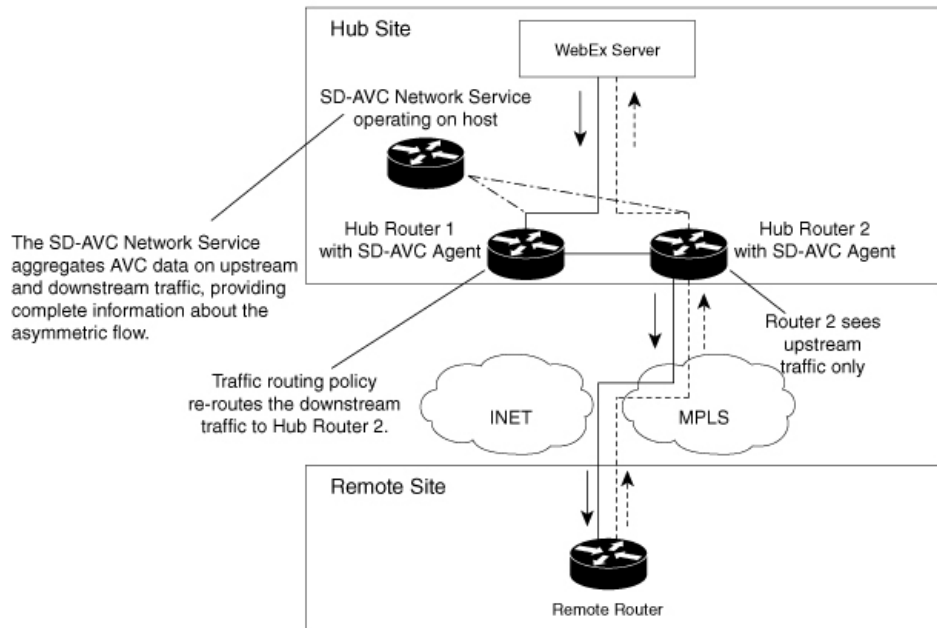 Hub Site
WebEx Server
SD-AVC Network Service
operating on host
The SD-AVC Network Service
aggregates AVC data on upstream
and downstream traffic, providing
complete information about the
asymmetric flow.
Hub Router 1
with SD-AVC Agent
Hub Router 2
with SD-AVC Agent
Router 2 sees
upstream
traffic only
Traffic routing policy
re-routes the downstream
traffic to Hub Router 2.
INET
MPLS
Remote Site
Remote Router